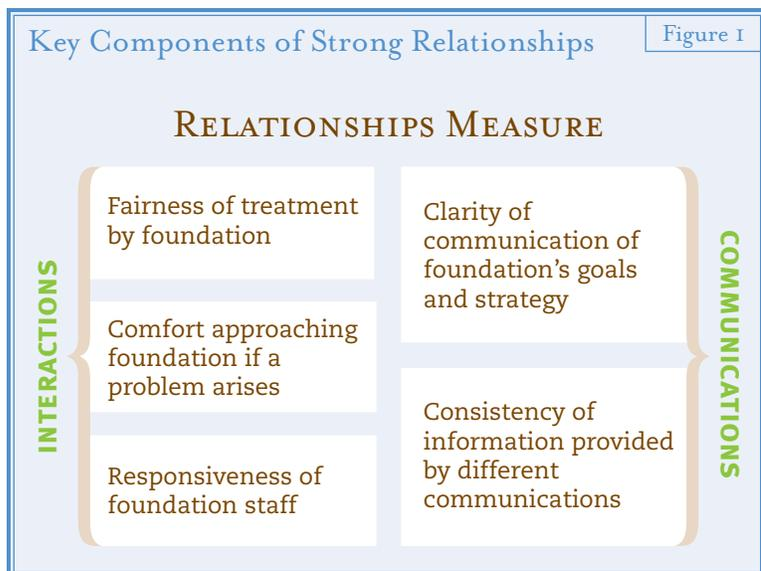 Key Components of Strong Relationships
Figure 1
Relationships Measure
INTERACTIONS
Fairness of treatment
by foundation
Comfort approaching
foundation if a
problem arises
Responsiveness of
foundation staff
Clarity of
communication of
foundation’s goals
and strategy
Consistency of
information provided
by different
communications
COMMUNICATIONS